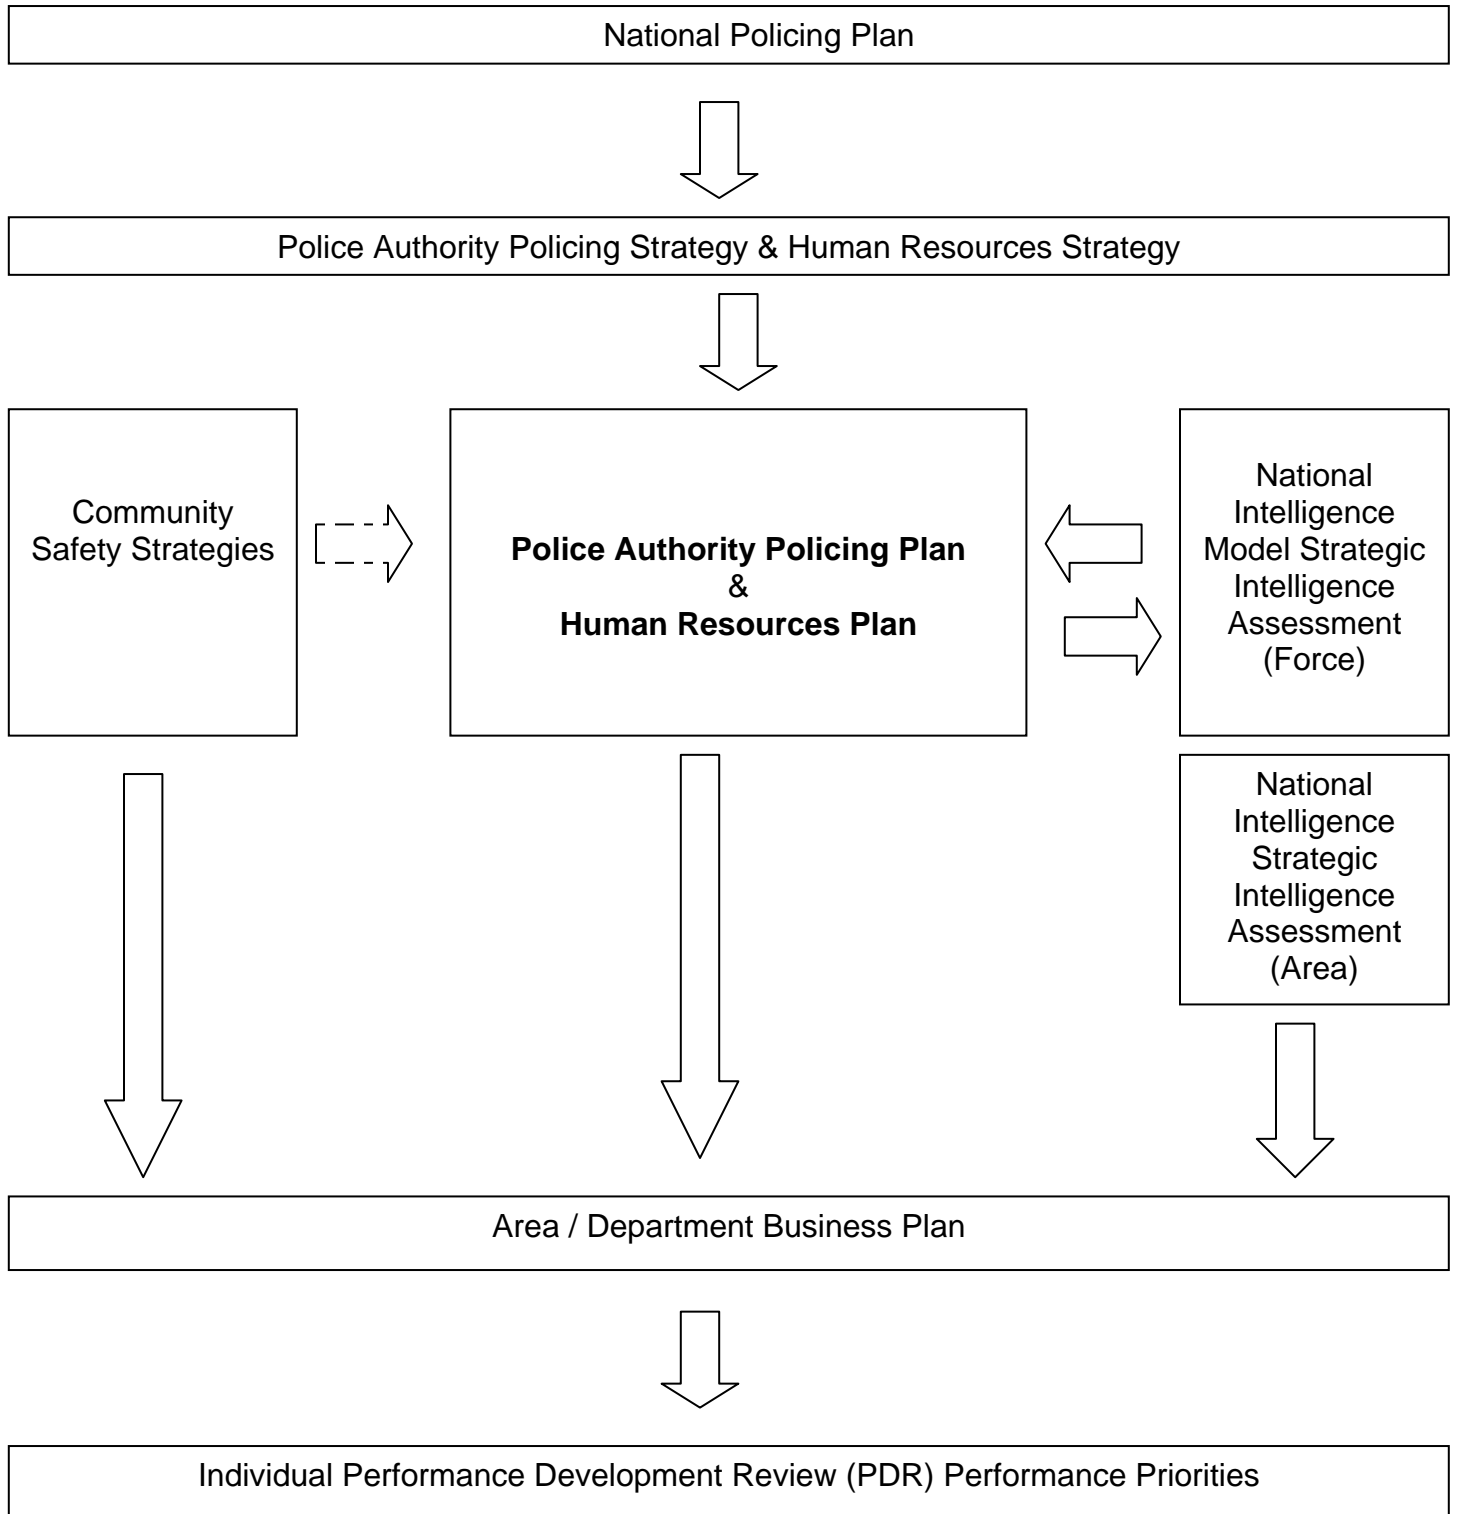 National Policing Plan
Police Authority Policing Strategy & Human Resources Strategy
Community
Safety Strategies
Police Authority Policing Plan
&
Human Resources Plan
National
Intelligence
Model Strategic
Intelligence
Assessment
(Force)
National
Intelligence
Strategic
Intelligence
Assessment
(Area)
Area / Department Business Plan
Individual Performance Development Review (PDR) Performance Priorities